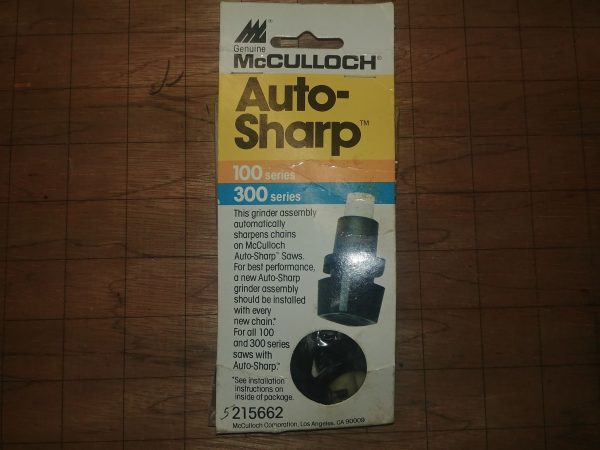 Genuine
McCULLOCH®
Auto-
Sharp™
100 series
300 series
This grinder assembly
automatically
sharpens chains
on McCulloch
Auto-Sharp™ Saws.
For best performance,
a new Auto-Sharp
grinder assembly
should be installed
with every
new chain.*
For all 100
and 300 series
saws with
Auto-Sharp.™
*See installation
instructions on
inside of package.
5 215662
McCulloch Corporation, Los Angeles, CA 90009